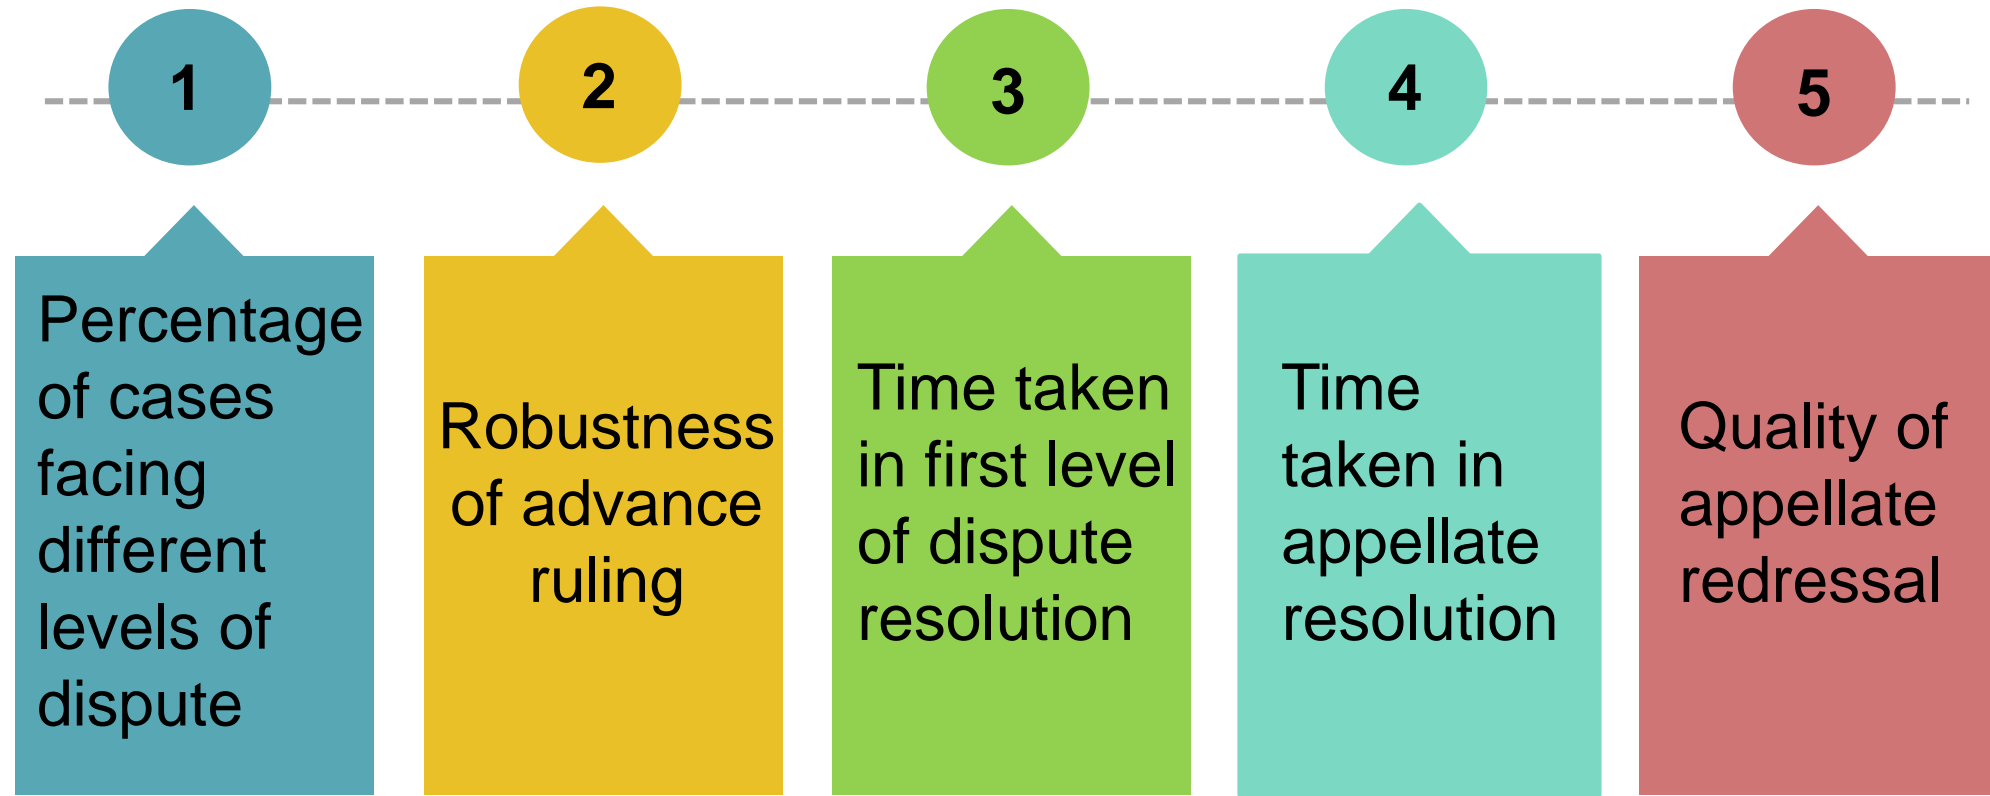 1
2
3
4
5
Percentage
of cases
facing
different
levels of
dispute
Robustness
of advance
ruling
Time taken
in first level
of dispute
resolution
Time
taken in
appellate
resolution
Quality of
appellate
redressal